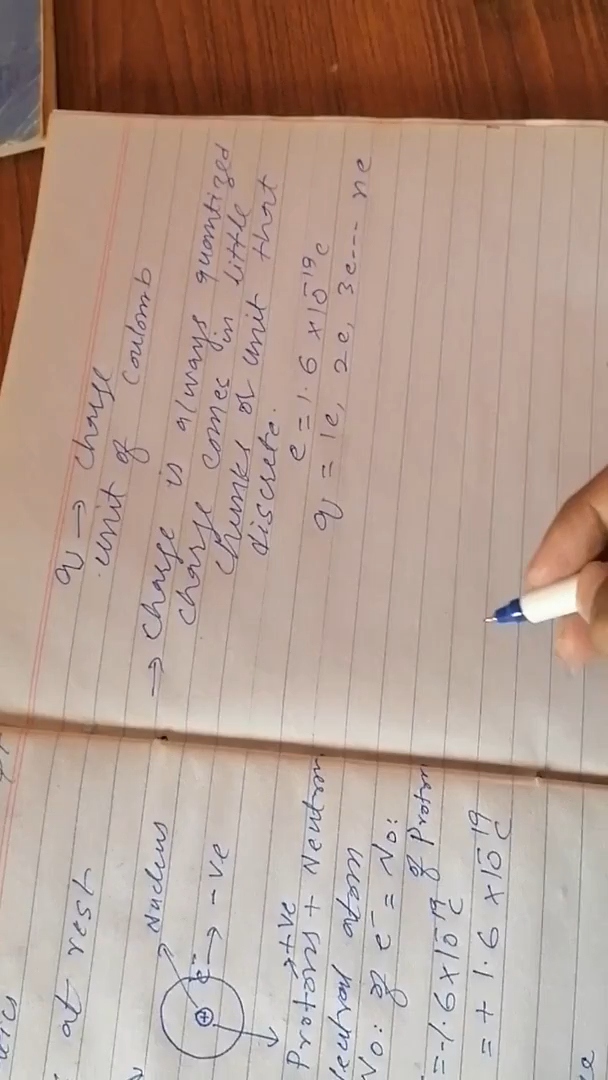 q → charge
unit of coulomb
→ charge is always quantized
charge comes in little
chunks or unit that
discrete.
e = 1.6 × 10⁻¹⁹ c
q = 1e, 2e, 3e--- ne
at rest
Nucleus
e⁻ → -ve
+
→ +ve
Protons + Neutron
Neutral atom
No: of e⁻ = No:
of Proton
= -1.6 × 10⁻¹⁹ c
= + 1.6 × 10⁻¹⁹ c